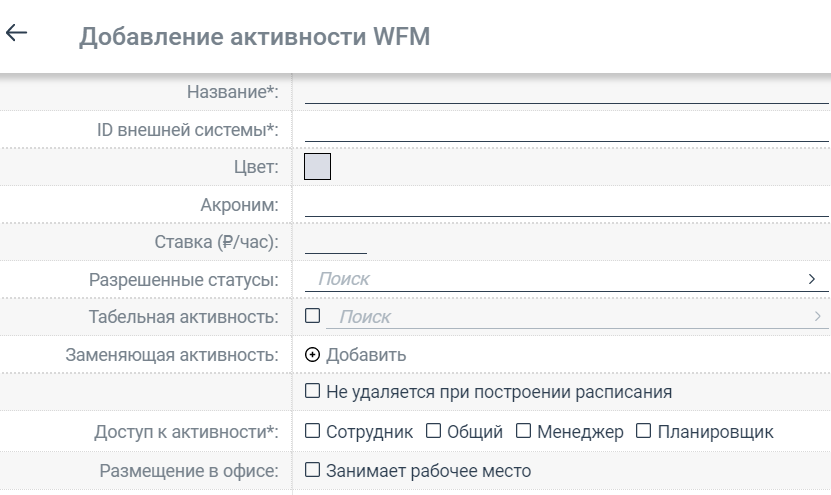 Добавление активности WFM
Название*:
ID внешней системы*:
Цвет:
Акроним:
Ставка (₽/час):
Разрешенные статусы: Поиск
Табельная активность: Поиск
Заменяющая активность: Добавить
Не удаляется при построении расписания
Доступ к активности*: Сотрудник Общий Менеджер Планировщик
Размещение в офисе: Занимает рабочее место